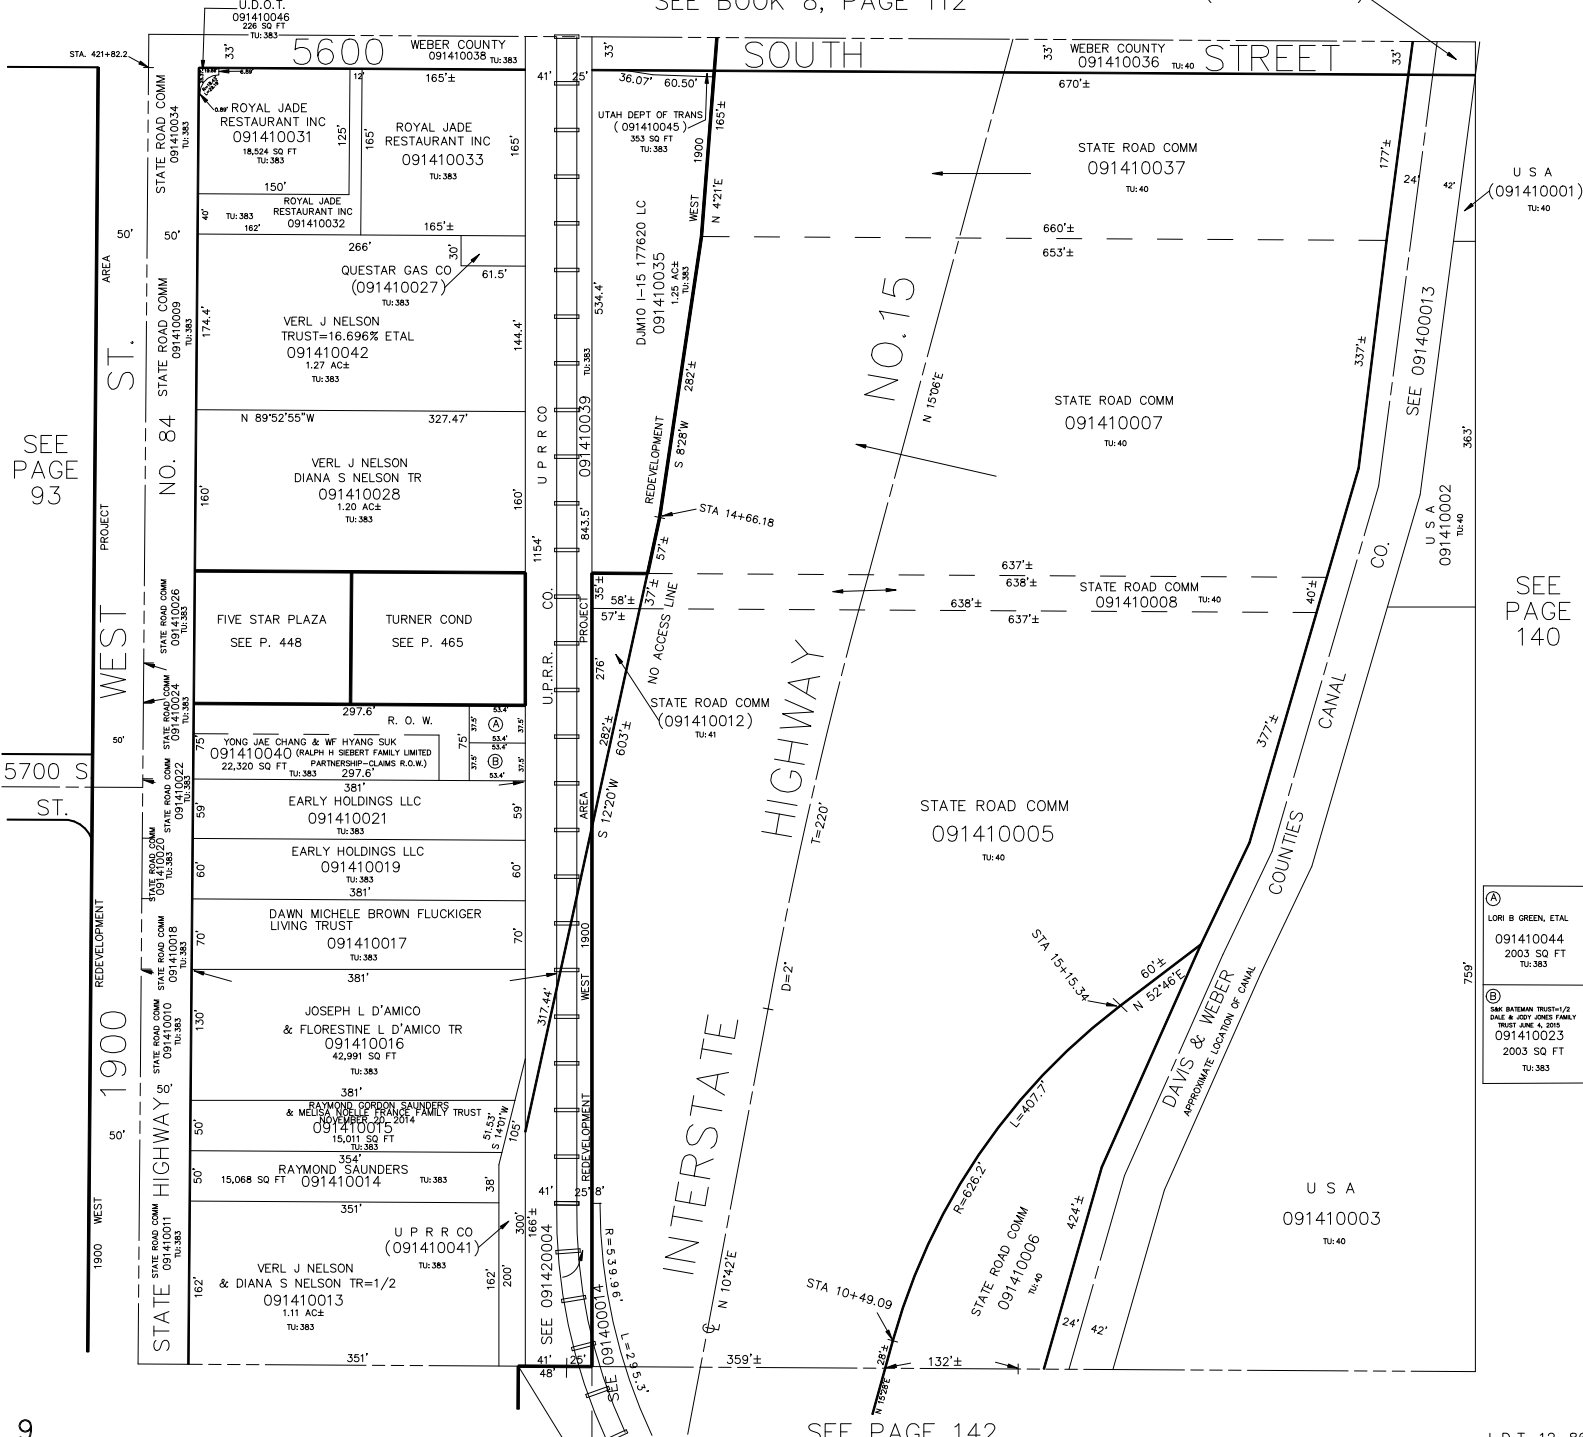 SEE BOOK 8, PAGE 112
U.D.O.T.
091410046
226 SQ FT
TU: 383
STA. 421+82.2
33'
5600
WEBER COUNTY
091410038 TU: 383
33'
SOUTH
33'
WEBER COUNTY
091410036 TU: 40
STREET
33'
12'
165'±
41'
25'
36.07'
60.50'
670'±
STATE ROAD COMM
091410034
TU: 383
0.89'
ROYAL JADE
RESTAURANT INC
091410031
18,524 SQ FT
TU: 383
125'
165'
ROYAL JADE
RESTAURANT INC
091410033
TU: 383
165'
UTAH DEPT OF TRANS
(091410045)
353 SQ FT
TU: 383
1900
WEST
165'±
N 4°21'E
STATE ROAD COMM
091410037
TU: 40
177'±
24'
42'
U S A
(091410001)
TU: 40
150'
ROYAL JADE
RESTAURANT INC
091410032
40'
TU: 383
162'
165'±
50'
50'
AREA
266'
30'
61.5'
QUESTAR GAS CO
(091410027)
TU: 383
660'±
653'±
DJM10 I-15 177620 LC
091410035
1.25 AC±
TU: 383
534.4'
STATE ROAD COMM
091410009
TU: 383
174.4'
VERL J NELSON
TRUST=16.696% ETAL
091410042
1.27 AC±
TU: 383
144.4'
TU: 383
282'±
S 8°28'W
NO. 15
N 15°06'E
337'±
SEE 091400013
ST.
N 89°52'55"W
327.47'
U P R R CO
091410039
REDEVELOPMENT
STATE ROAD COMM
091410007
TU: 40
363'
SEE
PAGE
93
NO. 84
VERL J NELSON
DIANA S NELSON TR
091410028
1.20 AC±
TU: 383
160'
160'
843.5'
1154'
STA 14+66.18
57'±
U S A
091410002
TU: 40
PROJECT
CO.
637'±
638'±
STATE ROAD COMM
091410008 TU: 40
638'±
637'±
40'±
SEE
PAGE
140
STATE ROAD COMM
091410026
TU: 383
WEST
FIVE STAR PLAZA
SEE P. 448
TURNER COND
SEE P. 465
CO.
U.P.R.R.
PROJECT
35'±
58'±
37'±
57'±
NO ACCESS LINE
276'
STATE ROAD COMM
(091410012)
TU: 41
HIGHWAY
CANAL
STATE ROAD COMM
091410024
TU: 383
50'
297.6'
R. O. W.
53.4'
37.5'
A
37.5'
53.4'
75'
75'
YONG JAE CHANG & WF HYANG SUK
091410040 (RALPH H SIEBERT FAMILY LIMITED
PARTNERSHIP-CLAIMS R.O.W.)
22,320 SQ FT
TU: 383
297.6'
53.4'
37.5'
B
37.5'
53.4'
282'±
603'±
S 12°20'W
377'±
5700 S
ST.
STATE ROAD COMM
091410022
TU: 383
381'
EARLY HOLDINGS LLC
091410021
TU: 383
59'
59'
AREA
T=220'
STATE ROAD COMM
091410005
TU: 40
COUNTIES
STATE ROAD COMM
091410020
TU: 383
EARLY HOLDINGS LLC
091410019
TU: 383
381'
60'
60'
A
LORI B GREEN, ETAL
091410044
2003 SQ FT
TU: 383
REDEVELOPMENT
STATE ROAD COMM
091410018
TU: 383
DAWN MICHELE BROWN FLUCKIGER
LIVING TRUST
091410017
TU: 383
70'
70'
381'
1900
WEST
D=2°
STA 15+15.34
60'±
N 52°46'E
759'
B
S&K BATEMAN TRUST=1/2
DALE & JODY JONES FAMILY
TRUST JUNE 4, 2015
091410023
2003 SQ FT
TU: 383
1900
STATE ROAD COMM
091410010
TU: 383
130'
JOSEPH L D'AMICO
& FLORESTINE L D'AMICO TR
091410016
42,991 SQ FT
TU: 383
381'
317.44'
INTERSTATE
DAVIS & WEBER
APPROXIMATE LOCATION OF CANAL
L=407.7'
50'
50'
STATE HIGHWAY
RAYMOND GORDON SAUNDERS
& MELISA NOELLE FRANCE FAMILY TRUST
NOVEMBER 20, 2014
091410015
15,011 SQ FT
TU: 383
50'
51.53'
S 14°01'W
105'
REDEVELOPMENT
354'
RAYMOND SAUNDERS
15,068 SQ FT
091410014
TU: 383
50'
38'
351'
41'
25'
8'
R=626.2'
U S A
091410003
TU: 40
WEST
1900
STATE ROAD COMM
091410011
TU: 383
U P R R CO
(091410041)
TU: 383
300'
166'±
R=539.96'
424'±
STATE ROAD COMM
091410006
TU: 40
162'
VERL J NELSON
& DIANA S NELSON TR=1/2
091410013
1.11 AC±
TU: 383
162'
200'
SEE 091420004
SEE 091400014
L=295.3'
N 10°42'E
STA 10+49.09
24'
42'
351'
41'
25'
48'
359'±
28'±
132'±
N 15°28'E
9
SEE PAGE 142